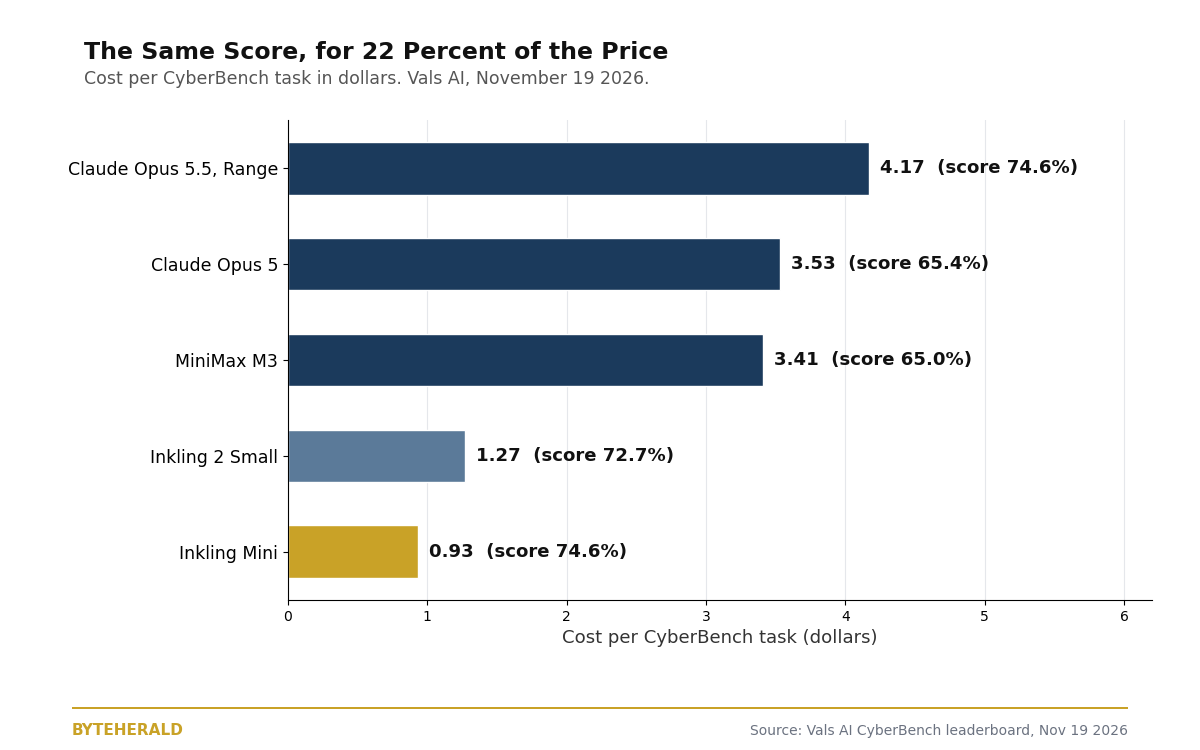 The Same Score, for 22 Percent of the Price
Cost per CyberBench task in dollars. Vals AI, November 19 2026.
Claude Opus 5.5, Range 4.17 (score 74.6%)
Claude Opus 5 3.53 (score 65.4%)
MiniMax M3 3.41 (score 65.0%)
Inkling 2 Small 1.27 (score 72.7%)
Inkling Mini 0.93 (score 74.6%)
0 1 2 3 4 5 6
Cost per CyberBench task (dollars)
BYTEHERALD Source: Vals AI CyberBench leaderboard, Nov 19 2026